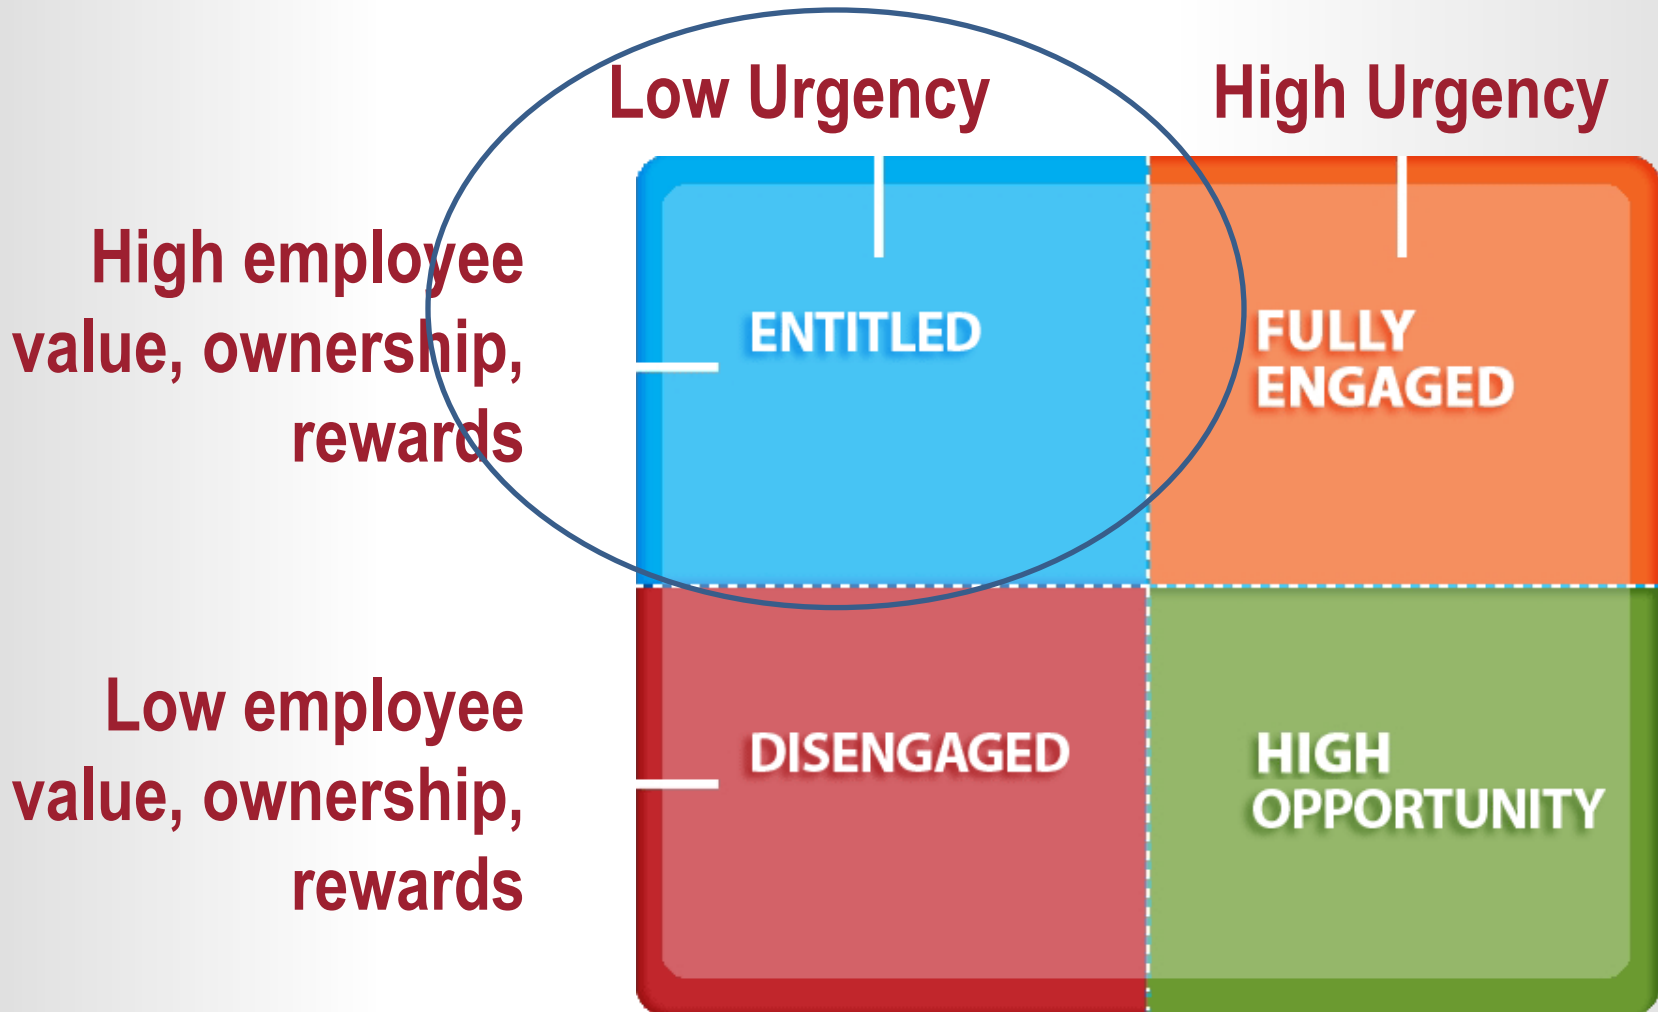 Low Urgency
High Urgency
High employee
value, ownership,
rewards
ENTITLED
FULLY
ENGAGED
Low employee
value, ownership,
rewards
DISENGAGED
HIGH
OPPORTUNITY